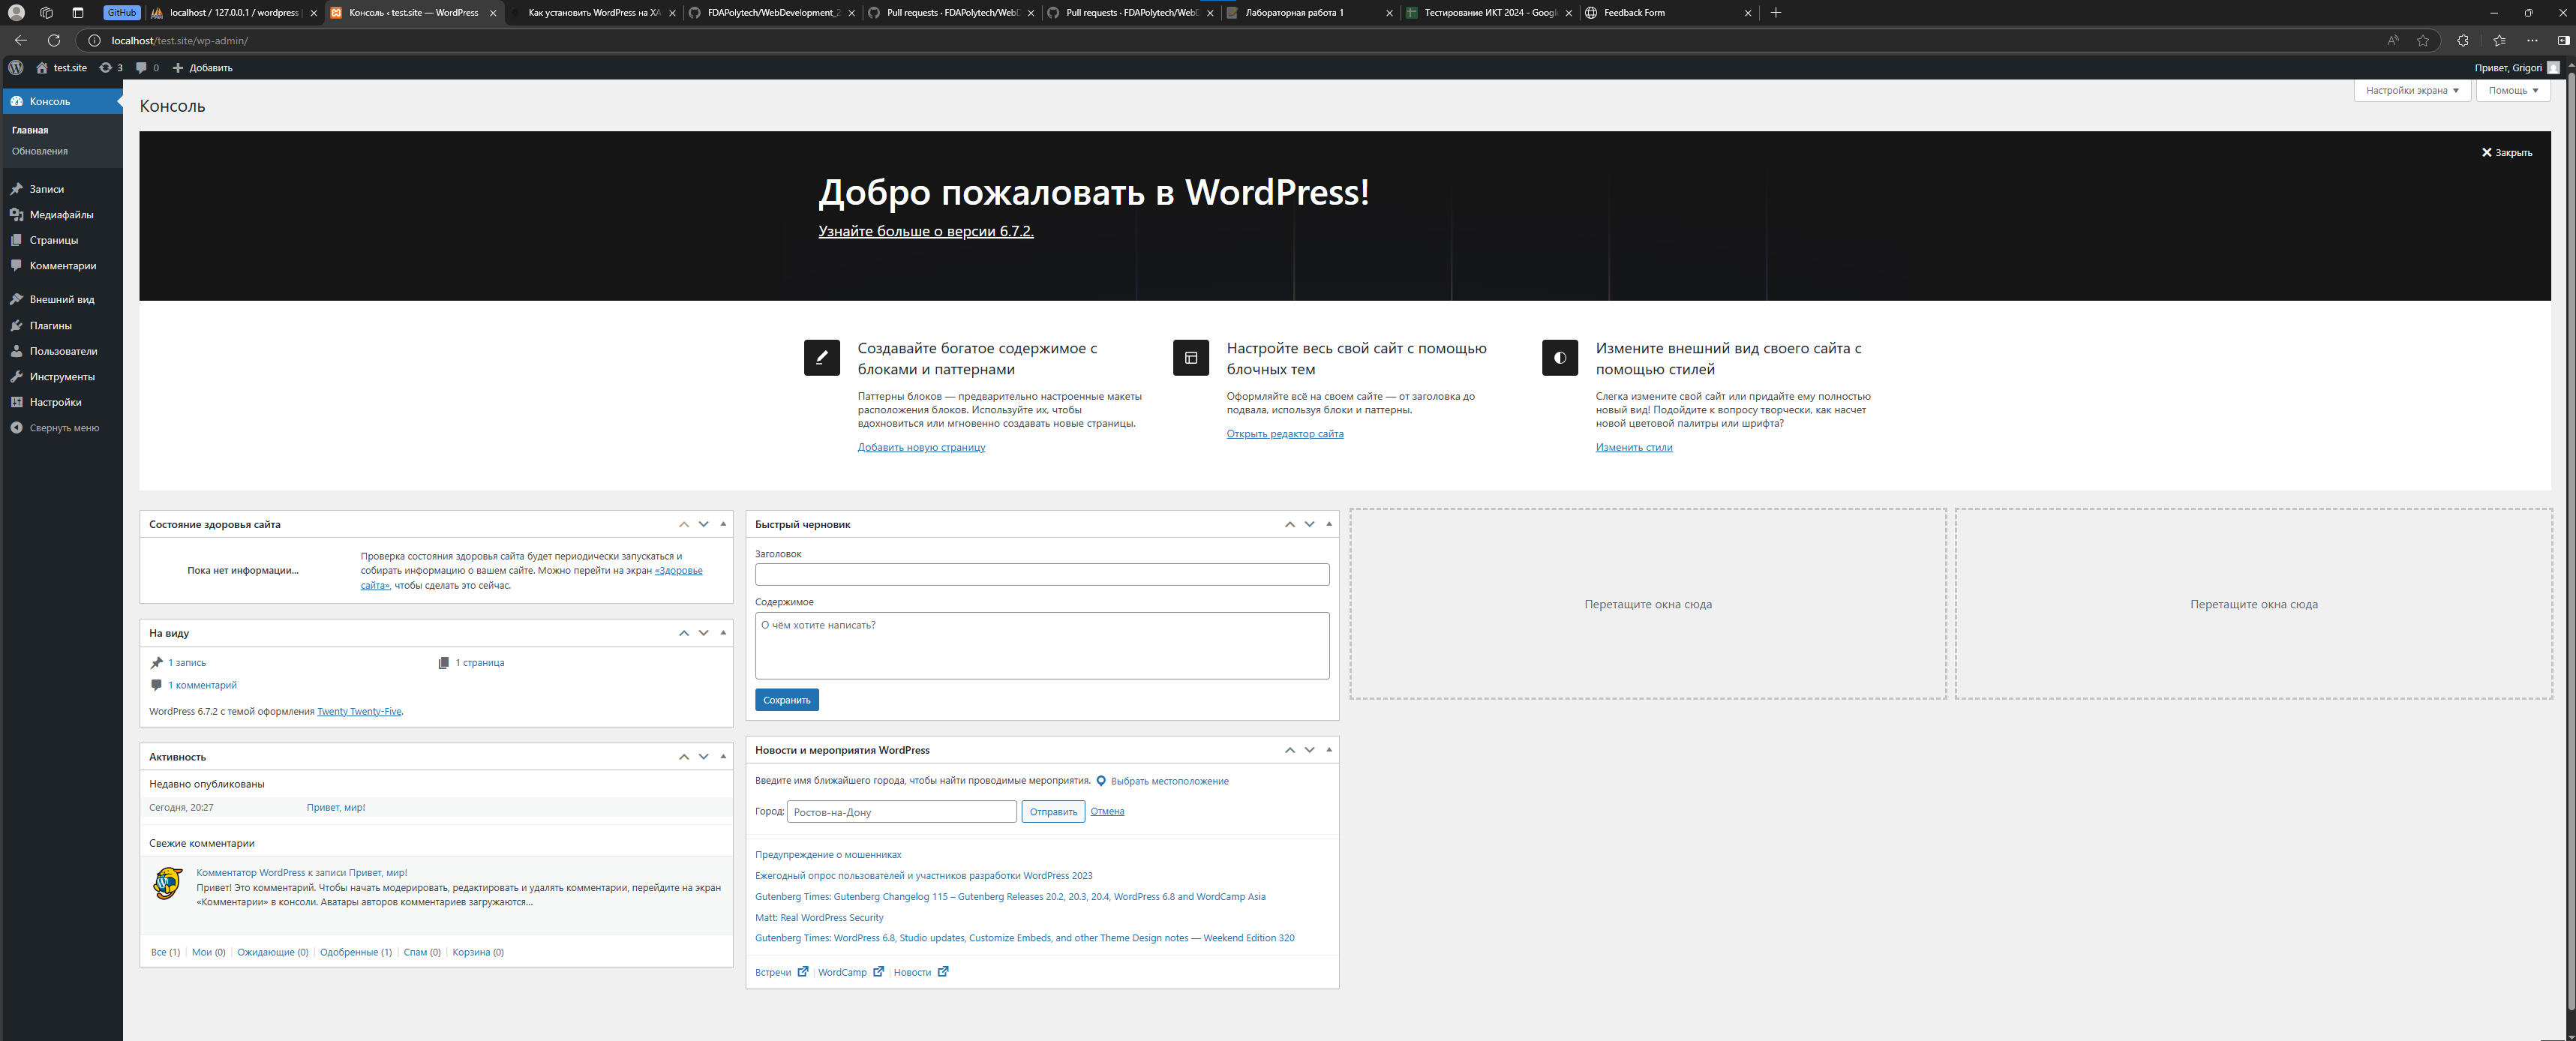 GitHub
localhost / 127.0.0.1 / wordpress |
Консоль ‹ test.site — WordPress
Как установить WordPress на XA
FDAPolytech/WebDevelopment_2
Pull requests · FDAPolytech/WebD
Pull requests · FDAPolytech/WebD
Лабораторная работа 1
Тестирование ИКТ 2024 - Googl
Feedback Form
localhost/test.site/wp-admin/
test.site
3
0
Добавить
Привет, Grigori
Консоль
Главная
Обновления
Записи
Медиафайлы
Страницы
Комментарии
Внешний вид
Плагины
Пользователи
Инструменты
Настройки
Свернуть меню
Консоль
Настройки экрана
Помощь
Закрыть
Добро пожаловать в WordPress!
Узнайте больше о версии 6.7.2.
Создавайте богатое содержимое с
блоками и паттернами
Паттерны блоков — предварительно настроенные макеты
расположения блоков. Используйте их, чтобы
вдохновиться или мгновенно создавать новые страницы.
Добавить новую страницу
Настройте весь свой сайт с помощью
блочных тем
Оформляйте всё на своем сайте — от заголовка до
подвала, используя блоки и паттерны.
Открыть редактор сайта
Измените внешний вид своего сайта с
помощью стилей
Слегка измените свой сайт или придайте ему полностью
новый вид! Подойдите к вопросу творчески, как насчет
новой цветовой палитры или шрифта?
Изменить стили
Состояние здоровья сайта
Пока нет информации...
Проверка состояния здоровья сайта будет периодически запускаться и
собирать информацию о вашем сайте. Можно перейти на экран «Здоровье
сайта», чтобы сделать это сейчас.
На виду
1 запись
1 страница
1 комментарий
WordPress 6.7.2 с темой оформления Twenty Twenty-Five.
Активность
Недавно опубликованы
Сегодня, 20:27
Привет, мир!
Свежие комментарии
Комментатор WordPress к записи Привет, мир!
Привет! Это комментарий. Чтобы начать модерировать, редактировать и удалять комментарии, перейдите на экран
«Комментарии» в консоли. Аватары авторов комментариев загружаются…
Все (1) | Мои (0) | Ожидающие (0) | Одобренные (1) | Спам (0) | Корзина (0)
Быстрый черновик
Заголовок
Содержимое
О чём хотите написать?
Сохранить
Новости и мероприятия WordPress
Введите имя ближайшего города, чтобы найти проводимые мероприятия.
Выбрать местоположение
Город:
Ростов-на-Дону
Отправить
Отмена
Предупреждение о мошенниках
Ежегодный опрос пользователей и участников разработки WordPress 2023
Gutenberg Times: Gutenberg Changelog 115 – Gutenberg Releases 20.2, 20.3, 20.4, WordPress 6.8 and WordCamp Asia
Matt: Real WordPress Security
Gutenberg Times: WordPress 6.8, Studio updates, Customize Embeds, and other Theme Design notes — Weekend Edition 320
Встречи | WordCamp | Новости
Перетащите окна сюда
Перетащите окна сюда